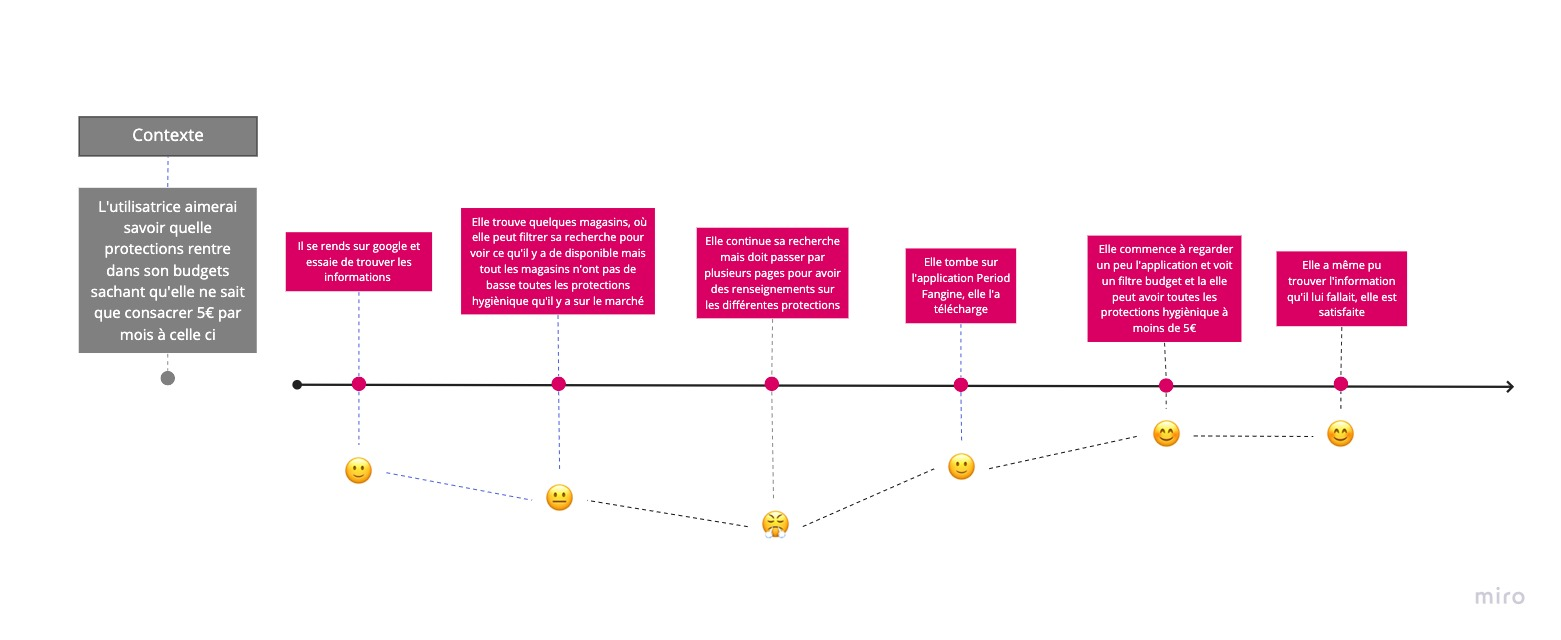 Contexte
L'utilisatrice aimerai
savoir quelle
protections rentre
dans son budgets
sachant qu'elle ne sait
que consacrer 5€ par
mois à celle ci
Il se rends sur google et
essaie de trouver les
informations
Elle trouve quelques magasins, où
elle peut filtrer sa recherche pour
voir ce qu'il y a de disponible mais
tout les magasins n'ont pas de
basse toutes les protections
hygiènique qu'il y a sur le marché
Elle continue sa recherche
mais doit passer par
plusieurs pages pour avoir
des renseignements sur
les différentes protections
Elle tombe sur
l'application Period
Fangine, elle l'a
télécharge
Elle commence à regarder
un peu l'application et voit
un filtre budget et la elle
peut avoir toutes les
protections hygiènique à
moins de 5€
Elle a même pu
trouver l'information
qu'il lui fallait, elle est
satisfaite
miro